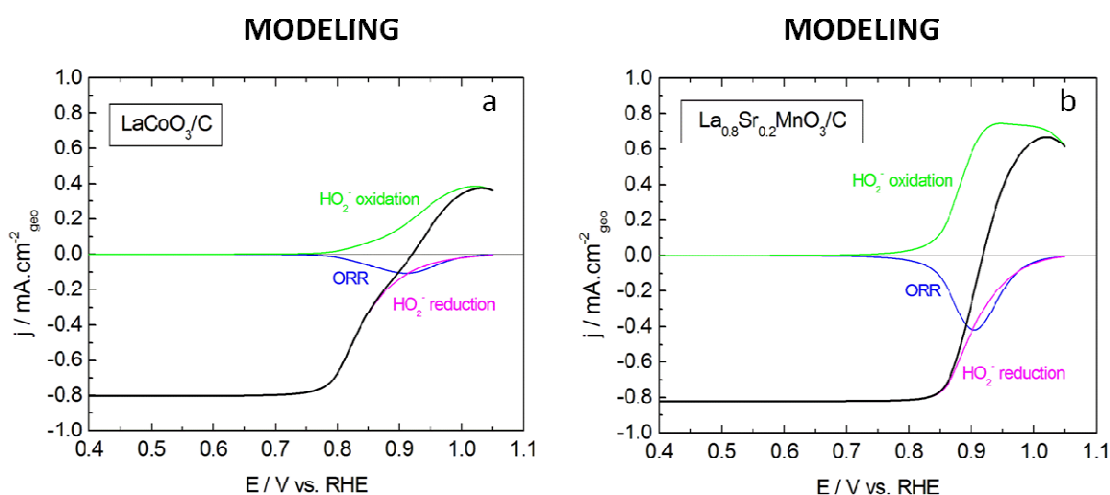 MODELING
1.0
0.8
0.6
0.4
0.2
0.0
-0.2
-0.4
-0.6
-0.8
-1.0
j / mA.cm⁻²geo
LaCoO₃/C
a
HO₂⁻ oxidation
ORR
HO₂⁻ reduction
0.4 0.5 0.6 0.7 0.8 0.9 1.0 1.1
E / V vs. RHE
MODELING
1.0
0.8
0.6
0.4
0.2
0.0
-0.2
-0.4
-0.6
-0.8
-1.0
j / mA.cm⁻²geo
La₀.₈Sr₀.₂MnO₃/C
b
HO₂⁻ oxidation
ORR
HO₂⁻ reduction
0.4 0.5 0.6 0.7 0.8 0.9 1.0 1.1
E / V vs. RHE